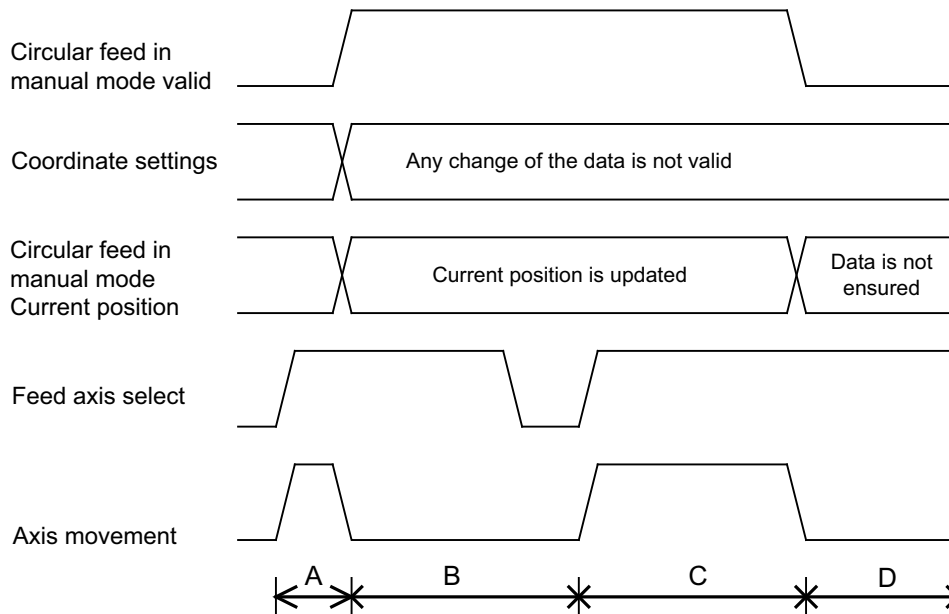 Circular feed in
manual mode valid
Coordinate settings
Any change of the data is not valid
Circular feed in
manual mode
Current position
Current position is updated
Data is not
ensured
Feed axis select
Axis movement
A B C D